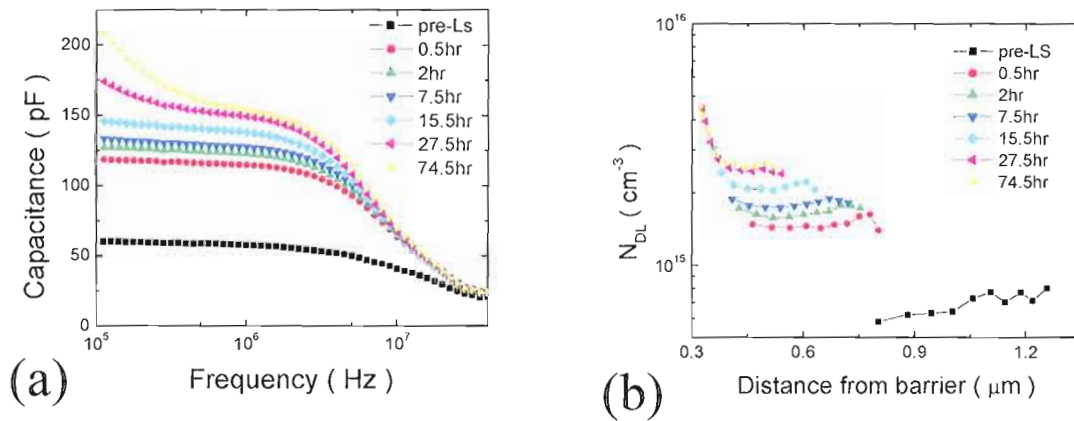 Capacitance ( pF )
200
150
100
50
0
10^5
10^6
10^7
Frequency ( Hz )
pre-Ls
0.5hr
2hr
7.5hr
15.5hr
27.5hr
74.5hr
(a)
N_DL ( cm^-3 )
10^16
10^15
0.3
0.6
0.9
1.2
Distance from barrier ( μm )
pre-LS
0.5hr
2hr
7.5hr
15.5hr
27.5hr
74.5hr
(b)